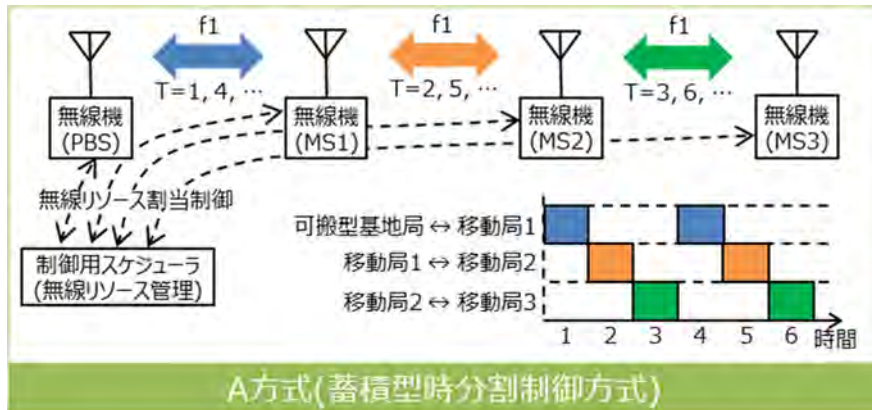 f1
f1
f1
T=1, 4, …
T=2, 5, …
T=3, 6, …
無線機
(PBS)
無線機
(MS1)
無線機
(MS2)
無線機
(MS3)
無線リソース割当制御
制御用スケジューラ
(無線リソース管理)
可搬型基地局 ↔ 移動局1
移動局1 ↔ 移動局2
移動局2 ↔ 移動局3
1 2 3 4 5 6 時間
A方式(蓄積型時分割制御方式)